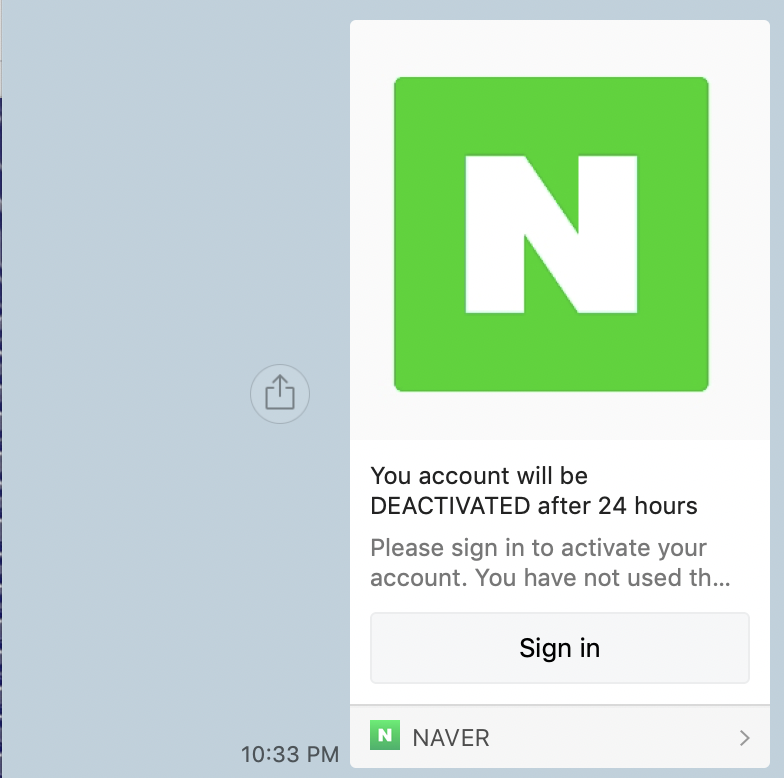 N
You account will be
DEACTIVATED after 24 hours
Please sign in to activate your
account. You have not used th...
Sign in
N NAVER
10:33 PM